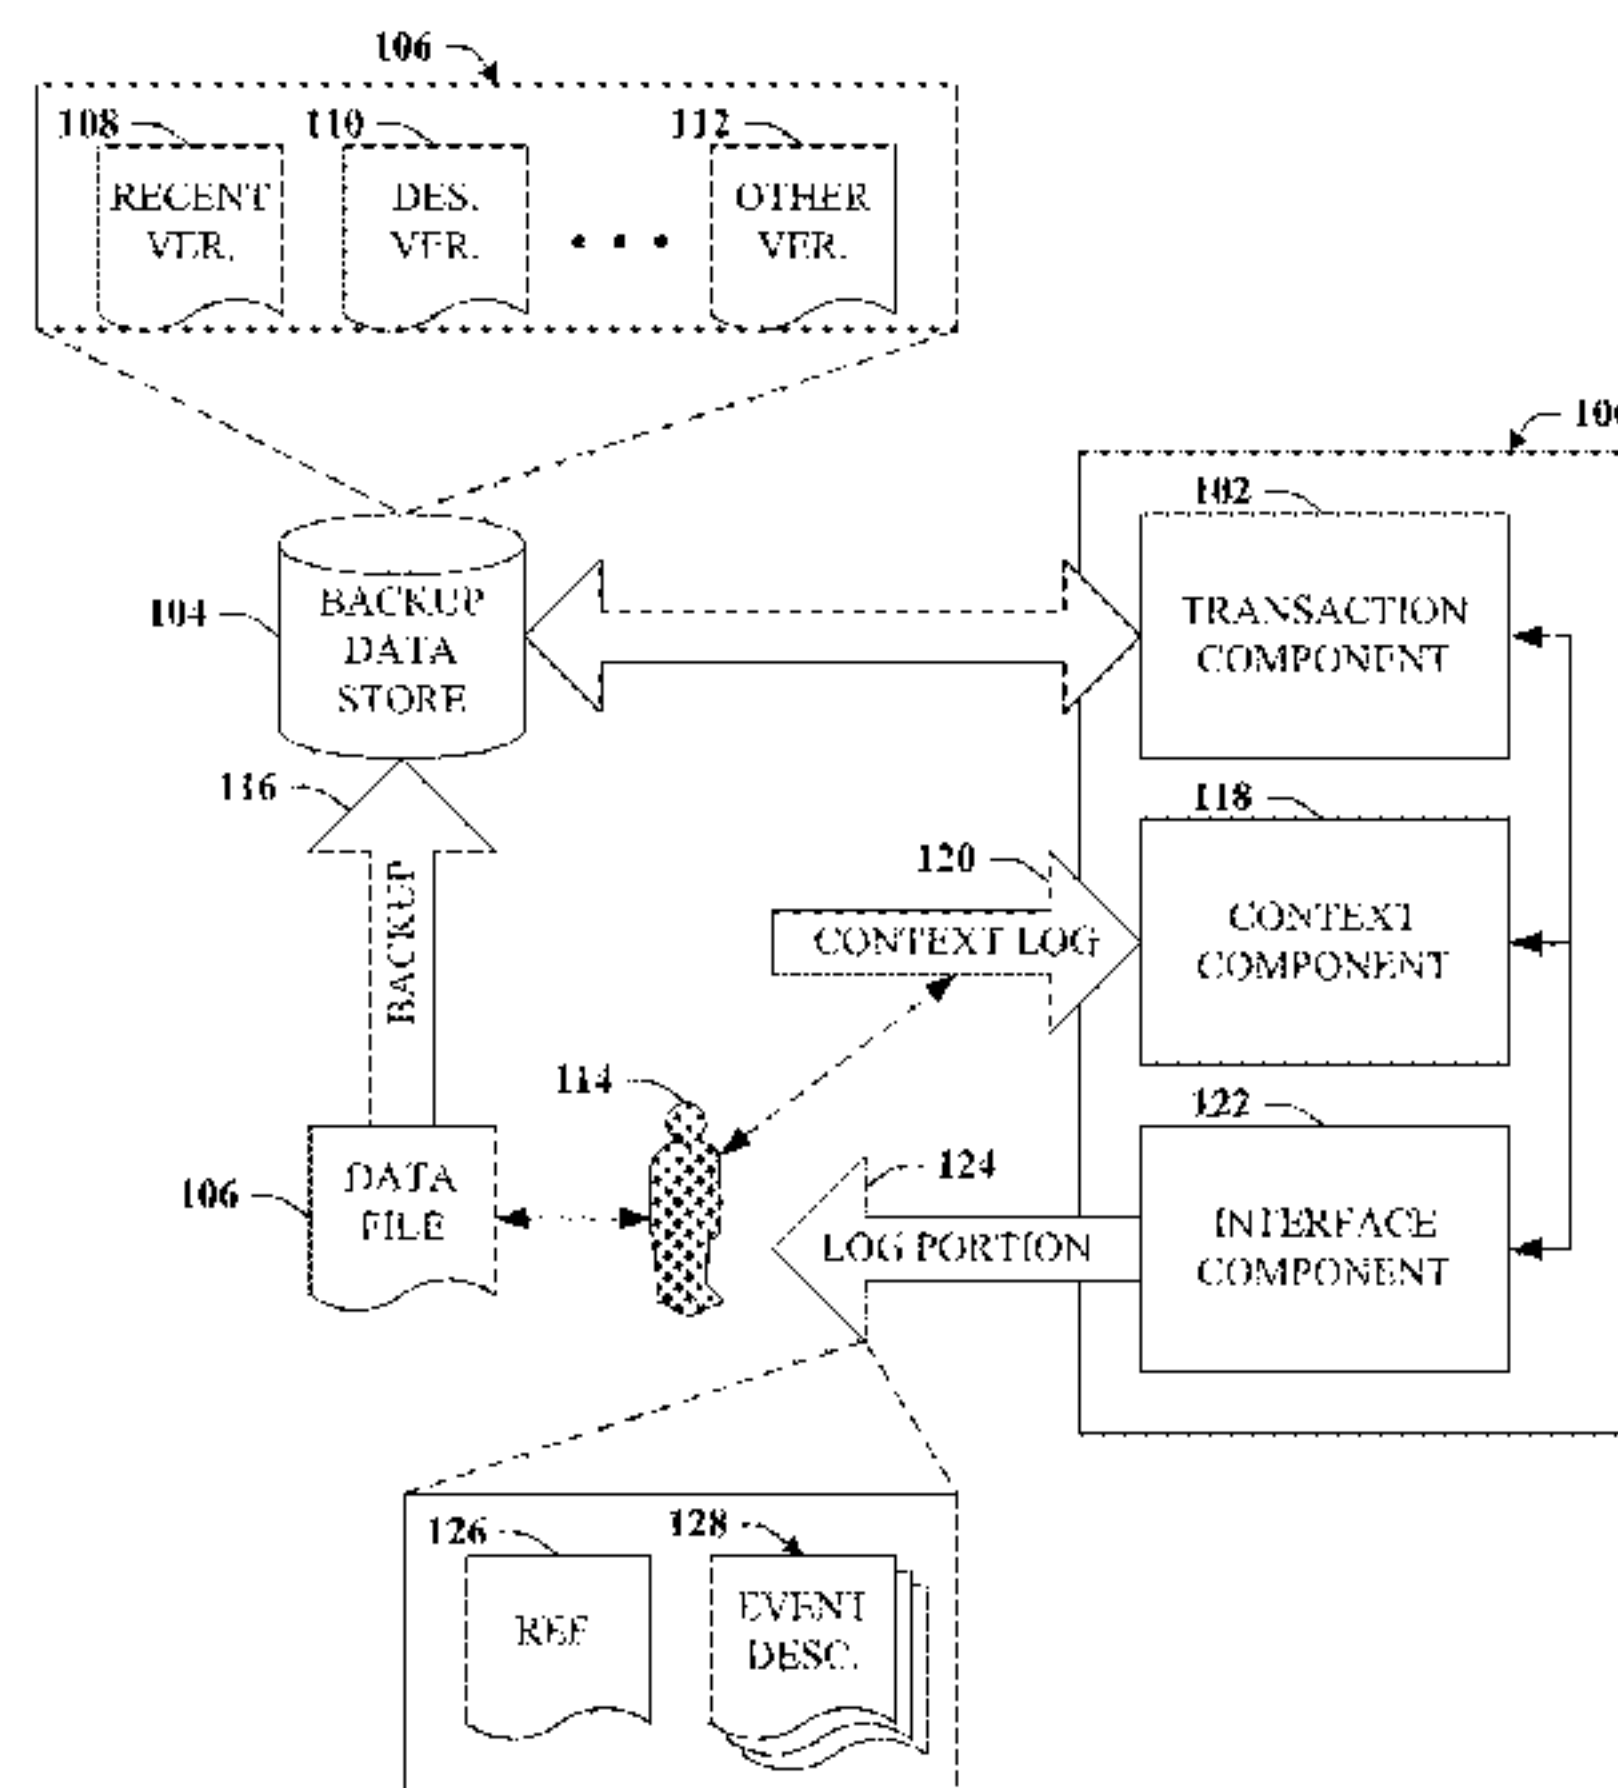 106
108
110
112
RECENT
VER.
DES.
VER.
OTHER
VER.
102
104
BACKUP
DATA
STORE
TRANSACTION
COMPONENT
116
118
BACKUP
120
CONTEXT LOG
CONTEXT
COMPONENT
114
122
106
DATA
FILE
124
LOG PORTION
INTERFACE
COMPONENT
126
128
REF
EVENT
DESC.